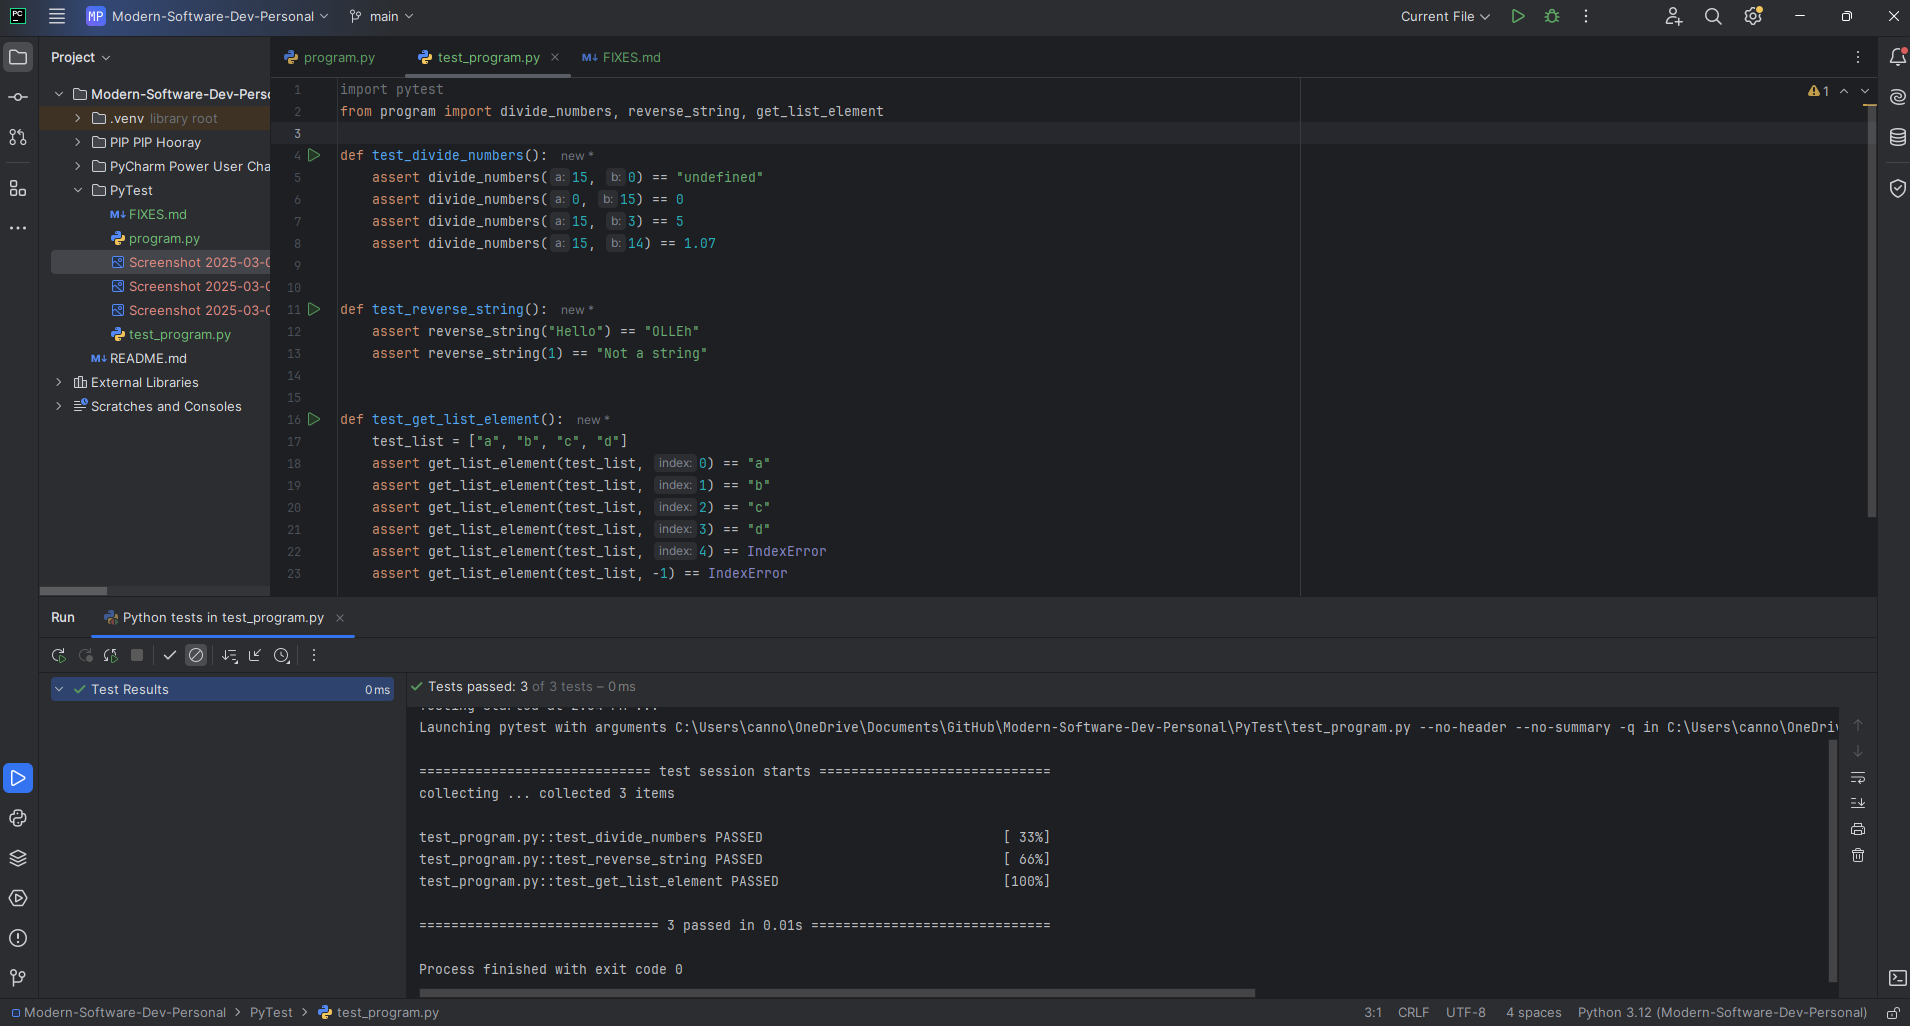 PC MP Modern-Software-Dev-Personal main Current File
Project program.py test_program.py FIXES.md
Modern-Software-Dev-Perso
.venv library root
PIP PIP Hooray
PyCharm Power User Cha
PyTest
FIXES.md
program.py
Screenshot 2025-03-0
Screenshot 2025-03-0
Screenshot 2025-03-0
test_program.py
README.md
External Libraries
Scratches and Consoles
1 import pytest
2 from program import divide_numbers, reverse_string, get_list_element
3
4 def test_divide_numbers(): new *
5 assert divide_numbers( a: 15, b: 0) == "undefined"
6 assert divide_numbers( a: 0, b: 15) == 0
7 assert divide_numbers( a: 15, b: 3) == 5
8 assert divide_numbers( a: 15, b: 14) == 1.07
9
10
11 def test_reverse_string(): new *
12 assert reverse_string("Hello") == "OLLEh"
13 assert reverse_string(1) == "Not a string"
14
15
16 def test_get_list_element(): new *
17 test_list = ["a", "b", "c", "d"]
18 assert get_list_element(test_list, index: 0) == "a"
19 assert get_list_element(test_list, index: 1) == "b"
20 assert get_list_element(test_list, index: 2) == "c"
21 assert get_list_element(test_list, index: 3) == "d"
22 assert get_list_element(test_list, index: 4) == IndexError
23 assert get_list_element(test_list, -1) == IndexError
1
Run Python tests in test_program.py
Test Results 0 ms
Tests passed: 3 of 3 tests – 0 ms
Launching pytest with arguments C:\Users\canno\OneDrive\Documents\GitHub\Modern-Software-Dev-Personal\PyTest\test_program.py --no-header --no-summary -q in C:\Users\canno\OneDriv
============================= test session starts =============================
collecting ... collected 3 items
test_program.py::test_divide_numbers PASSED [ 33%]
test_program.py::test_reverse_string PASSED [ 66%]
test_program.py::test_get_list_element PASSED [100%]
============================== 3 passed in 0.01s ==============================
Process finished with exit code 0
Modern-Software-Dev-Personal > PyTest > test_program.py 3:1 CRLF UTF-8 4 spaces Python 3.12 (Modern-Software-Dev-Personal)